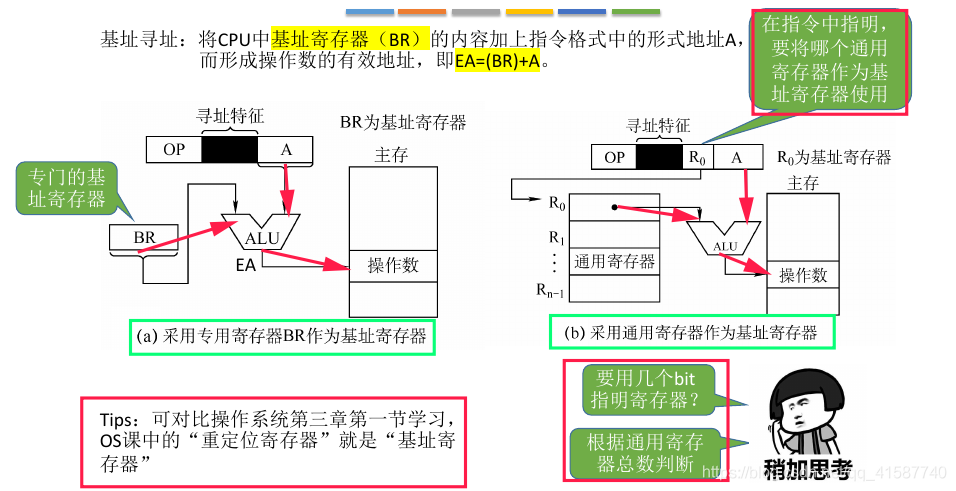 基址寻址：将CPU中基址寄存器（BR）的内容加上指令格式中的形式地址A，
而形成操作数的有效地址，即EA=(BR)+A。
在指令中指明，
要将哪个通用
寄存器作为基
址寄存器使用
寻址特征
BR为基址寄存器
OP
A
主存
专门的基
址寄存器
BR
ALU
EA
操作数
(a) 采用专用寄存器BR作为基址寄存器
寻址特征
OP
R0
A
R0为基址寄存器
主存
R0
R1
⋮
通用寄存器
Rn−1
ALU
操作数
(b) 采用通用寄存器作为基址寄存器
Tips：可对比操作系统第三章第一节学习，
OS课中的“重定位寄存器”就是“基址寄
存器”
要用几个bit
指明寄存器？
根据通用寄存
器总数判断
稍加思考